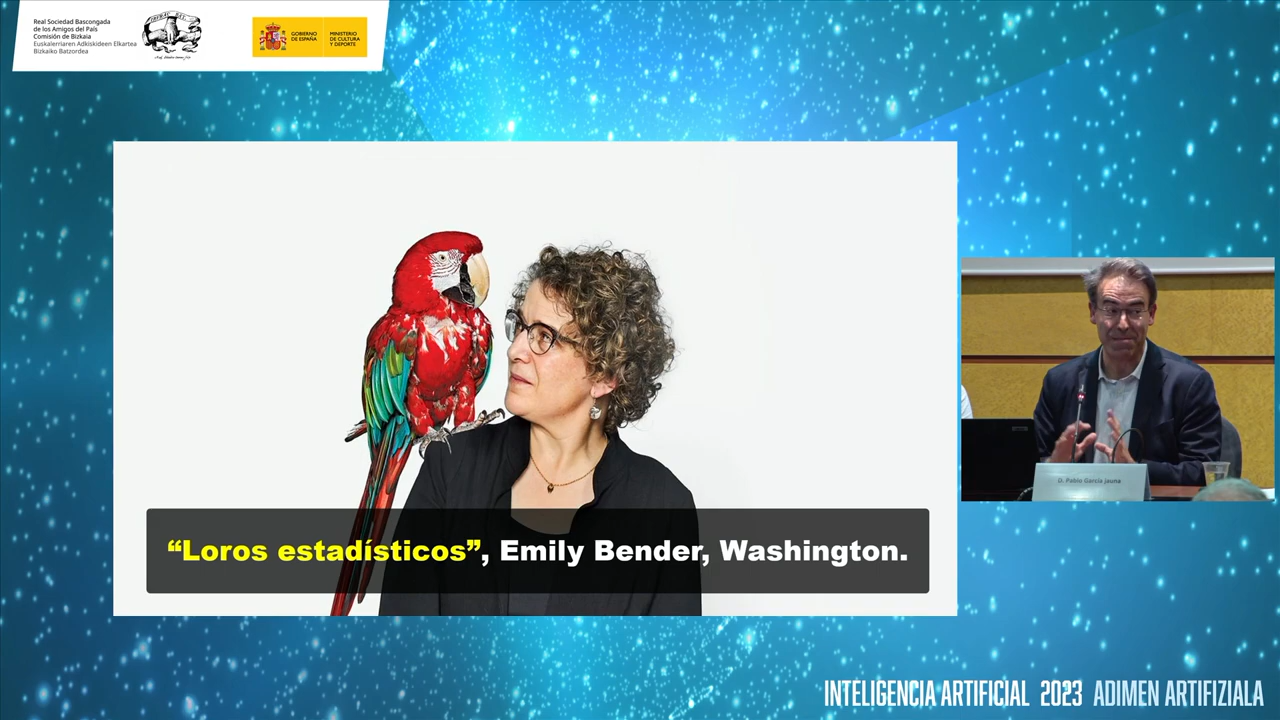 Real Sociedad Bascongada
de los Amigos del País
Comisión de Bizkaia
Euskalerriaren Adkiskideen Elkartea
Bizkaiko Batzordea
GOBIERNO
DE ESPAÑA
MINISTERIO
DE CULTURA
Y DEPORTE
“Loros estadísticos”, Emily Bender, Washington.
D. Pablo García Jauna
INTELIGENCIA ARTIFICIAL 2023 ADIMEN ARTIFIZIALA